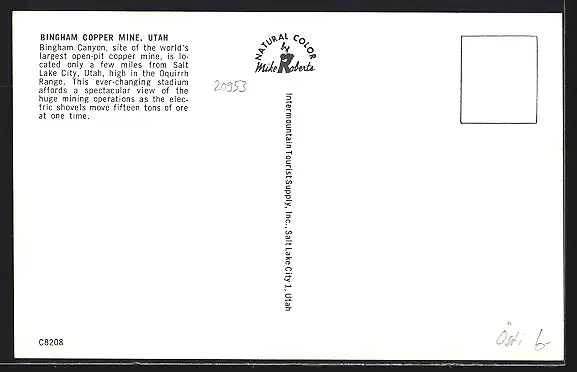 BINGHAM COPPER MINE, UTAH
Bingham Canyon, site of the world's
largest open-pit copper mine, is lo-
cated only a few miles from Salt
Lake City, Utah, high in the Oquirrh
Range. This ever-changing stadium
affords a spectacular view of the
huge mining operations as the elec-
tric shovels move fifteen tons of ore
at one time.
20953
NATURAL COLOR
by
Mike Roberts
Intermountain Tourist Supply, Inc., Salt Lake City 1, Utah
C8208